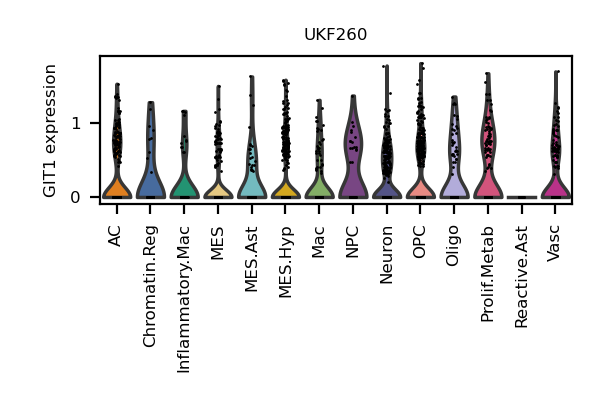 UKF260
GIT1 expression
1
0
AC
Chromatin.Reg
Inflammatory.Mac
MES
MES.Ast
MES.Hyp
Mac
NPC
Neuron
OPC
Oligo
Prolif.Metab
Reactive.Ast
Vasc